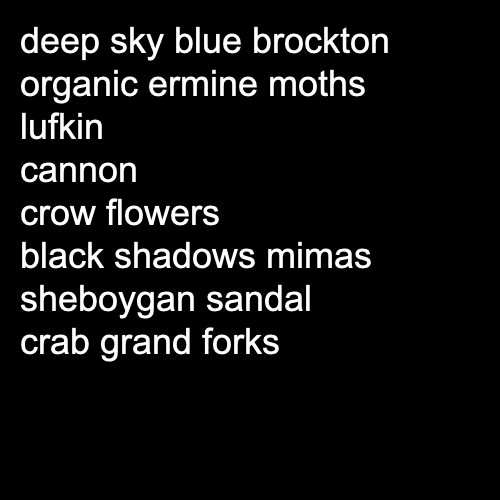 deep sky blue brockton
organic ermine moths
lufkin
cannon
crow flowers
black shadows mimas
sheboygan sandal
crab grand forks